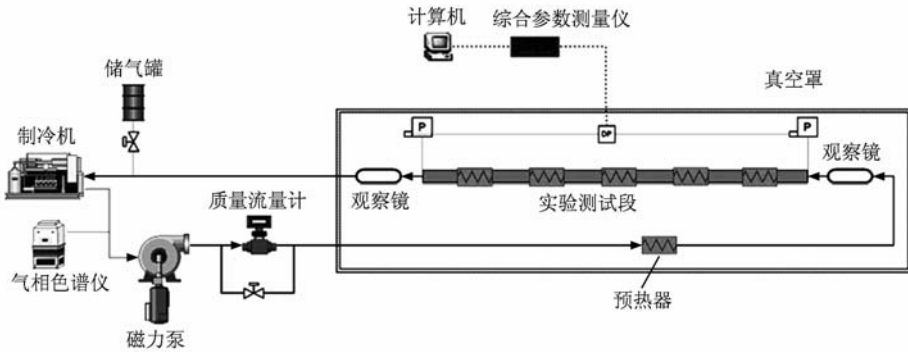 计算机
综合参数测量仪
储气罐
真空罩
制冷机
P
DP
P
观察镜
观察镜
实验测试段
质量流量计
气相色谱仪
预热器
磁力泵